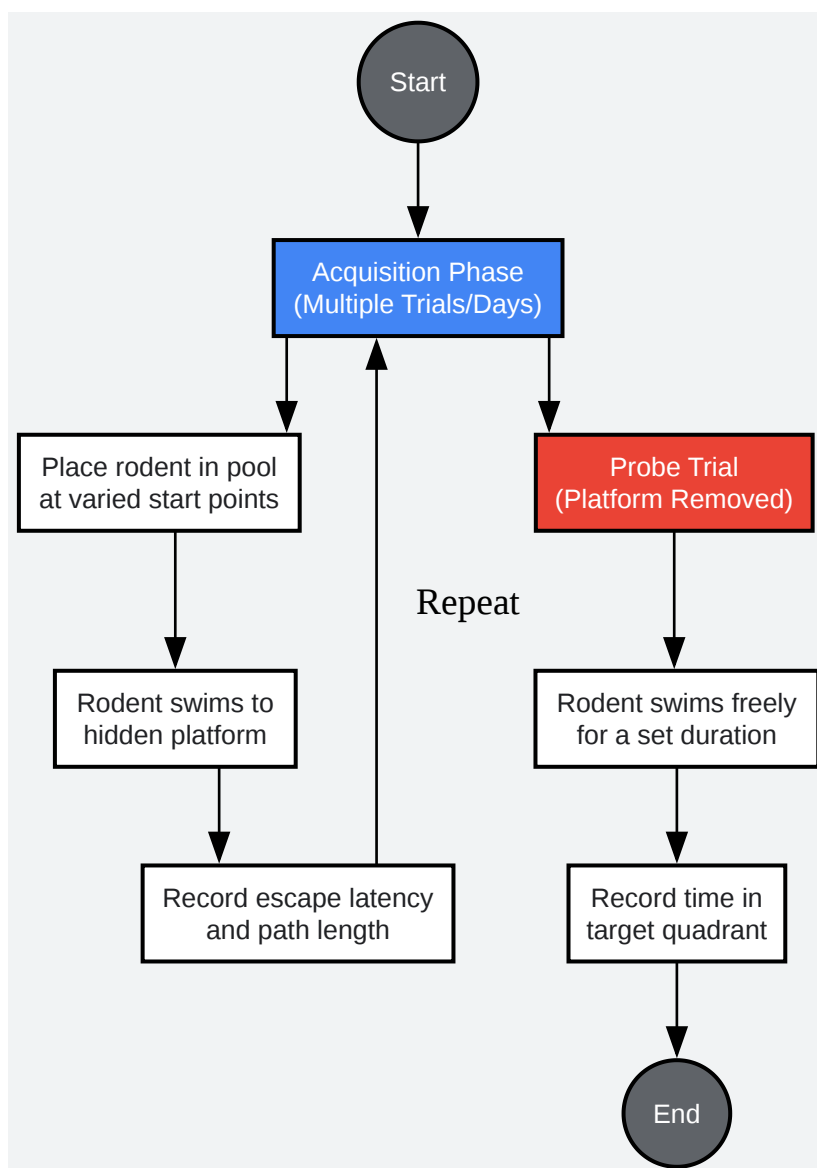 Start
Acquisition Phase
(Multiple Trials/Days)
Place rodent in pool
at varied start points
Probe Trial
(Platform Removed)
Repeat
Rodent swims to
hidden platform
Rodent swims freely
for a set duration
Record escape latency
and path length
Record time in
target quadrant
End